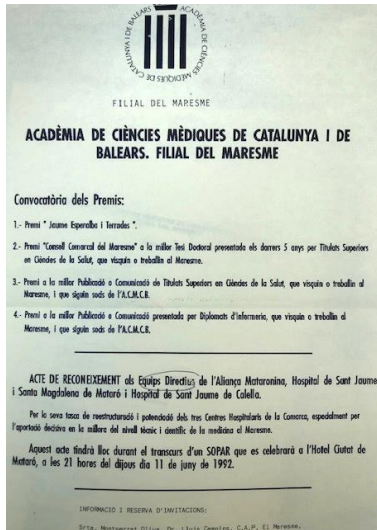 ACADÈMIA DE CIÈNCIES MÈDIQUES DE CATALUNYA I DE BALEARS
FILIAL DEL MARESME
ACADÈMIA DE CIÈNCIES MÈDIQUES DE CATALUNYA I DE
BALEARS. FILIAL DEL MARESME
Convocatòria dels Premis:
1.- Premi " Jaume Esperalba i Terrades ".
2.- Premi "Consell Comarcal del Maresme" a la millor Tesi Doctoral presentada els darrers 5 anys per Titulats Superiors
en Ciències de la Salut, que visquin o treballin al Maresme.
3.- Premi a la millor Publicació o Comunicació de Titulats Superiors en Ciències de la Salut, que visquin o treballin al
Maresme, i que siguin socis de l'A.C.M.C.B.
4.- Premi a la millor Publicació o Comunicació presentada per Diplomats d'Infermeria, que visquin o treballin al
Maresme, i que siguin socis de l'A.C.M.C.B.
ACTE DE RECONEIXEMENT als Equips Directius de l'Aliança Mataronina, Hospital de Sant Jaume
i Santa Magdalena de Mataró i Hospital de Sant Jaume de Calella.
Per la seva tasca de reestructuració i potenciació dels tres Centres Hospitalaris de la Comarca, especialment per
l'aportació decisiva en la millora del nivell tècnic i científic de la medicina al Maresme.
Aquest acte tindrà lloc durant el transcurs d'un SOPAR que es celebrarà a l'Hotel Ciutat de
Mataró, a les 21 hores del dijous dia 11 de juny de 1992.
INFORMACIO I RESERVA D'INVITACIONS:
Srta. Montserrat Oliva, Dr. Lluis Gempins, C.A.P. El Maresme.